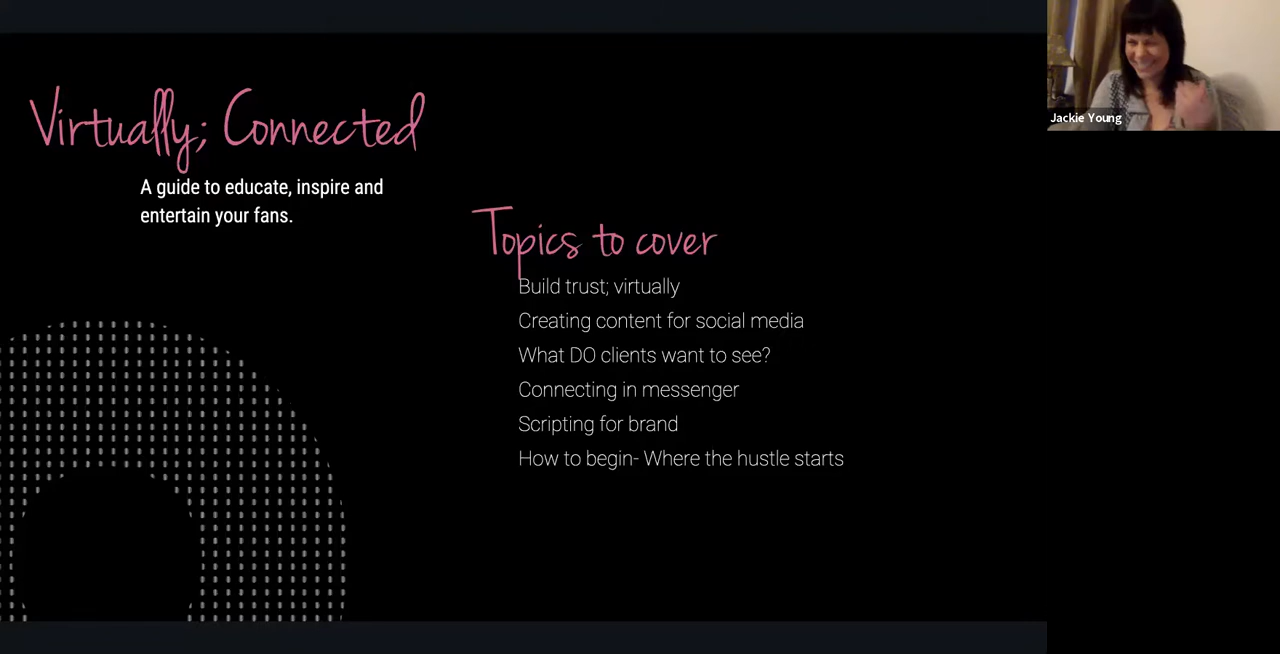 Virtually; Connected
A guide to educate, inspire and
entertain your fans.
Topics to cover
Build trust; virtually
Creating content for social media
What DO clients want to see?
Connecting in messenger
Scripting for brand
How to begin- Where the hustle starts
Jackie Young